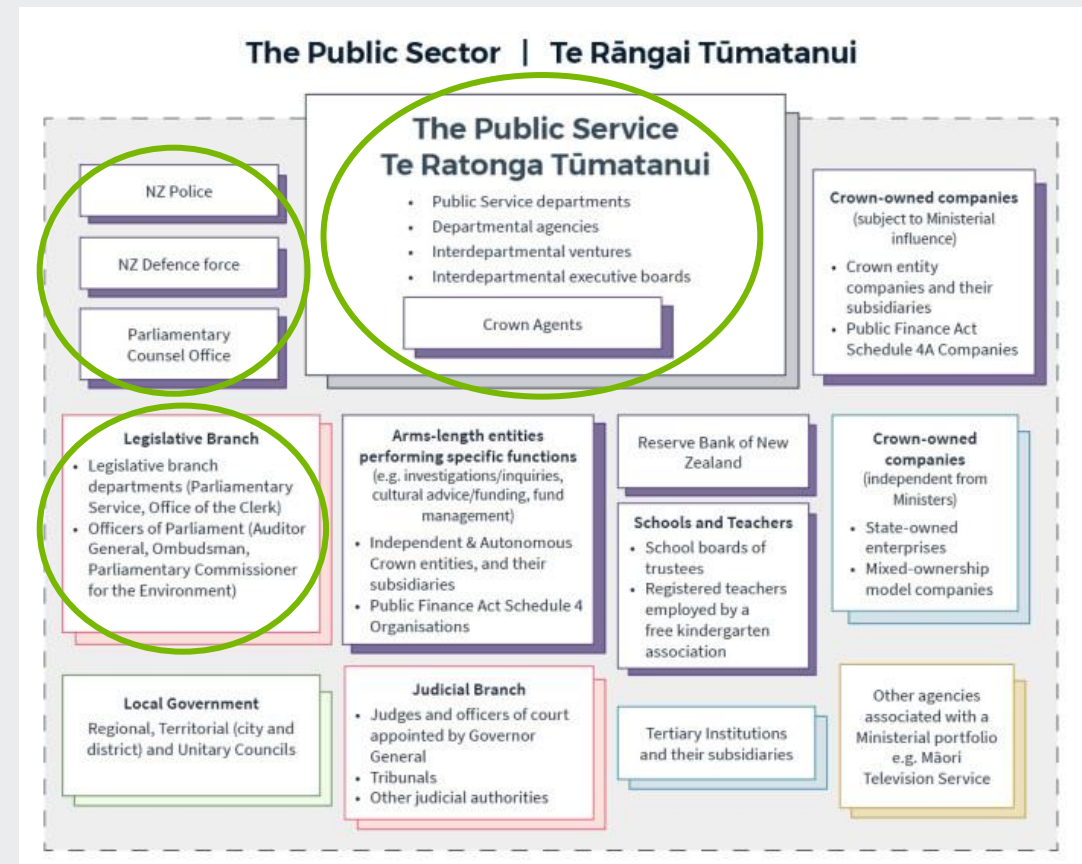 The Public Sector | Te Rāngai Tūmatanui
The Public Service
Te Ratonga Tūmatanui
• Public Service departments
• Departmental agencies
• Interdepartmental ventures
• Interdepartmental executive boards
Crown Agents
NZ Police
NZ Defence force
Parliamentary
Counsel Office
Crown-owned companies
(subject to Ministerial
influence)
• Crown entity
companies and their
subsidiaries
• Public Finance Act
Schedule 4A Companies
Legislative Branch
• Legislative branch
departments (Parliamentary
Service, Office of the Clerk)
• Officers of Parliament (Auditor
General, Ombudsman,
Parliamentary Commissioner
for the Environment)
Arms-length entities
performing specific functions
(e.g. investigations/inquiries,
cultural advice/funding, fund
management)
• Independent & Autonomous
Crown entities, and their
subsidiaries
• Public Finance Act Schedule 4
Organisations
Reserve Bank of New
Zealand
Schools and Teachers
• School boards of
trustees
• Registered teachers
employed by a
free kindergarten
association
Crown-owned
companies
(independent from
Ministers)
• State-owned
enterprises
• Mixed-ownership
model companies
Local Government
Regional, Territorial (city and
district) and Unitary Councils
Judicial Branch
• Judges and officers of court
appointed by Governor
General
• Tribunals
• Other judicial authorities
Tertiary Institutions
and their subsidiaries
Other agencies
associated with a
Ministerial portfolio
e.g. Māori
Television Service